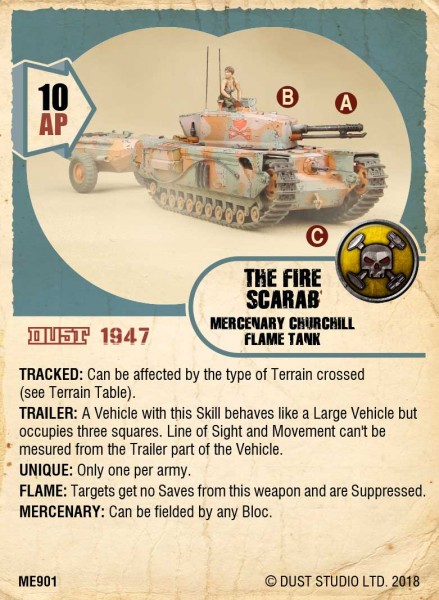 10
AP
B
A
C
THE FIRE
SCARAB
MERCENARY CHURCHILL
FLAME TANK
DUST 1947
TRACKED: Can be affected by the type of Terrain crossed
(see Terrain Table).
TRAILER: A Vehicle with this Skill behaves like a Large Vehicle but
occupies three squares. Line of Sight and Movement can't be
mesured from the Trailer part of the Vehicle.
UNIQUE: Only one per army.
FLAME: Targets get no Saves from this weapon and are Suppressed.
MERCENARY: Can be fielded by any Bloc.
ME901
© DUST STUDIO LTD. 2018